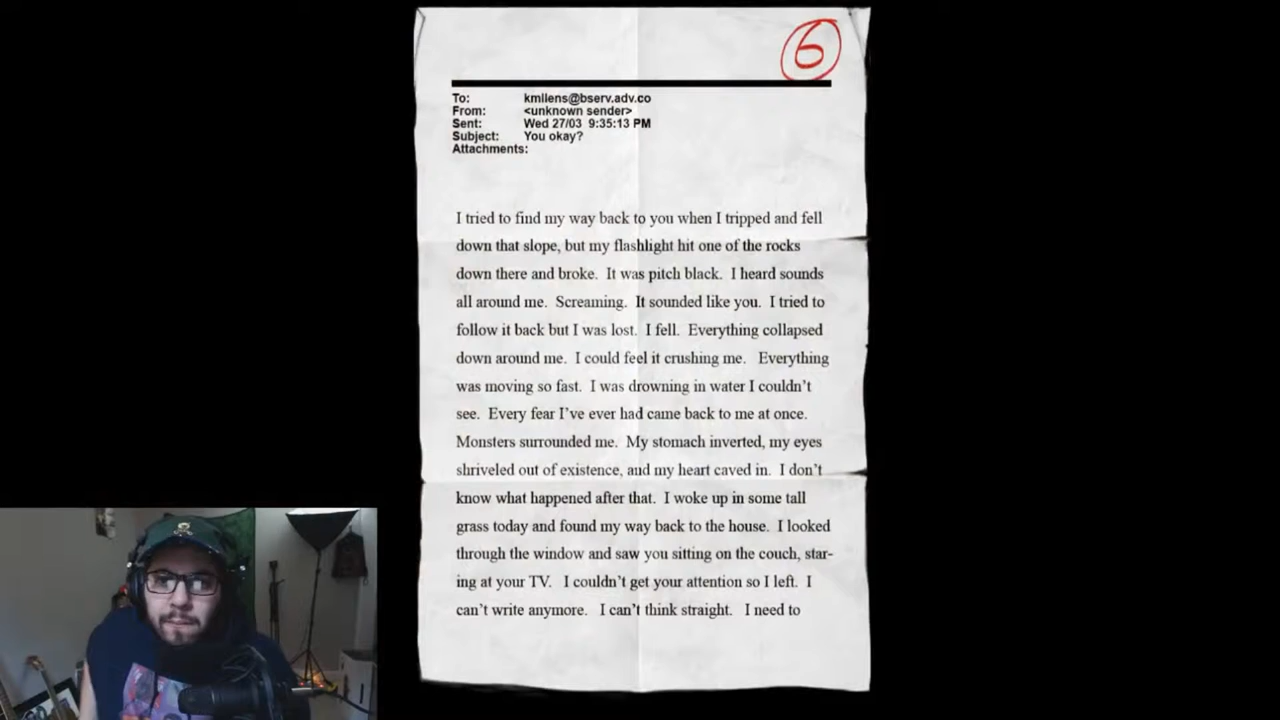 6
To: kmilens@bserv.adv.co
From: <unknown sender>
Sent: Wed 27/03 9:35:13 PM
Subject: You okay?
Attachments:
I tried to find my way back to you when I tripped and fell
down that slope, but my flashlight hit one of the rocks
down there and broke. It was pitch black. I heard sounds
all around me. Screaming. It sounded like you. I tried to
follow it back but I was lost. I fell. Everything collapsed
down around me. I could feel it crushing me. Everything
was moving so fast. I was drowning in water I couldn't
see. Every fear I've ever had came back to me at once.
Monsters surrounded me. My stomach inverted, my eyes
shriveled out of existence, and my heart caved in. I don't
know what happened after that. I woke up in some tall
grass today and found my way back to the house. I looked
through the window and saw you sitting on the couch, star-
ing at your TV. I couldn't get your attention so I left. I
can't write anymore. I can't think straight. I need to